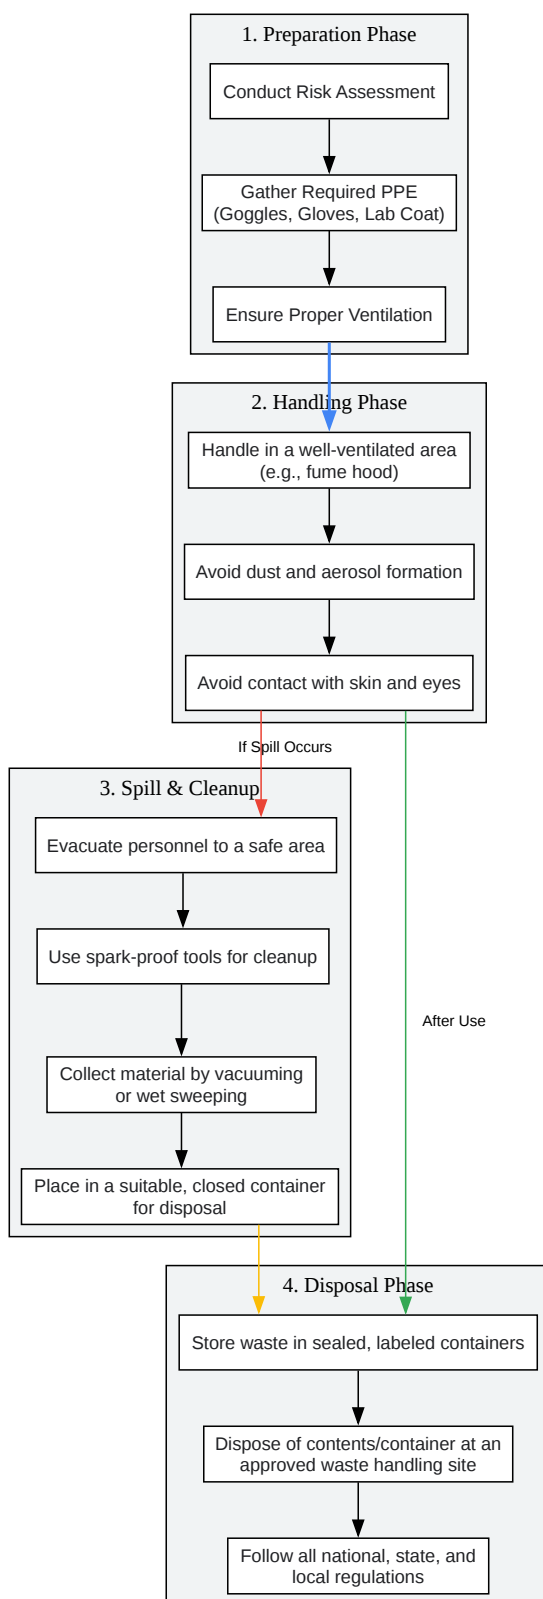 1. Preparation Phase
Conduct Risk Assessment
Gather Required PPE
(Goggles, Gloves, Lab Coat)
Ensure Proper Ventilation
2. Handling Phase
Handle in a well-ventilated area
(e.g., fume hood)
Avoid dust and aerosol formation
Avoid contact with skin and eyes
If Spill Occurs
3. Spill & Cleanup
Evacuate personnel to a safe area
Use spark-proof tools for cleanup
After Use
Collect material by vacuuming
or wet sweeping
Place in a suitable, closed container
for disposal
4. Disposal Phase
Store waste in sealed, labeled containers
Dispose of contents/container at an
approved waste handling site
Follow all national, state, and
local regulations